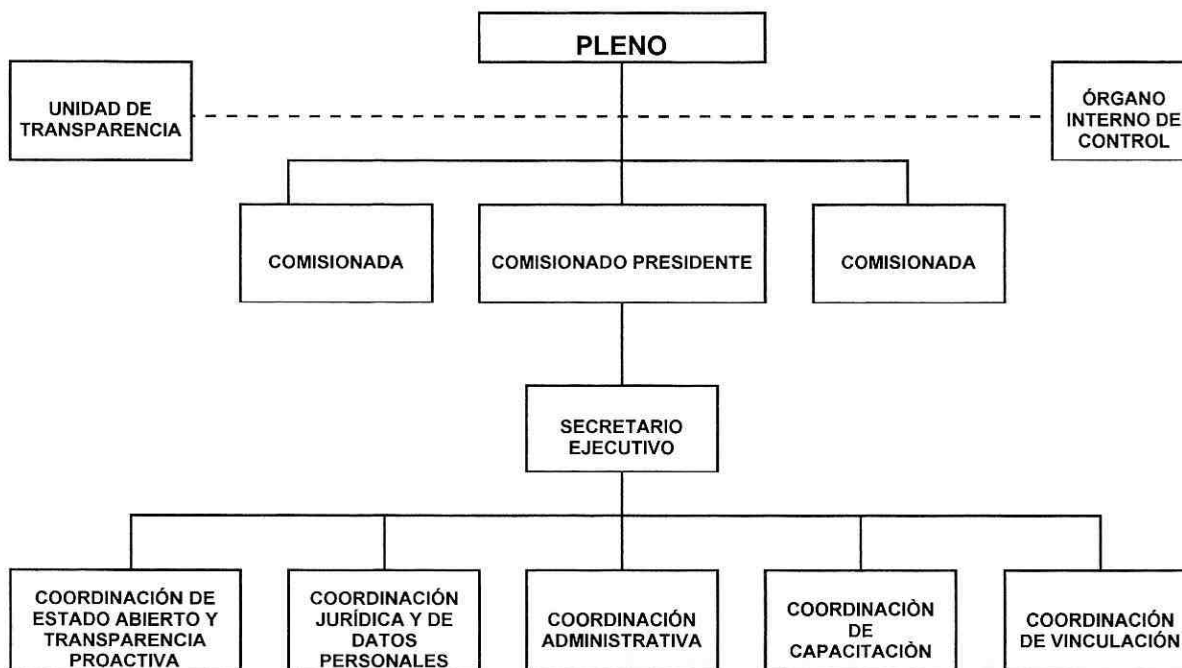 PLENO
UNIDAD DE
TRANSPARENCIA
ÓRGANO
INTERNO DE
CONTROL
COMISIONADA
COMISIONADO PRESIDENTE
COMISIONADA
SECRETARIO
EJECUTIVO
COORDINACIÓN DE
ESTADO ABIERTO Y
TRANSPARENCIA
PROACTIVA
COORDINACIÓN
JURÍDICA Y DE
DATOS
PERSONALES
COORDINACIÓN
ADMINISTRATIVA
COORDINACIÒN
DE
CAPACITACIÒN
COORDINACIÓN
DE VINCULACIÓN